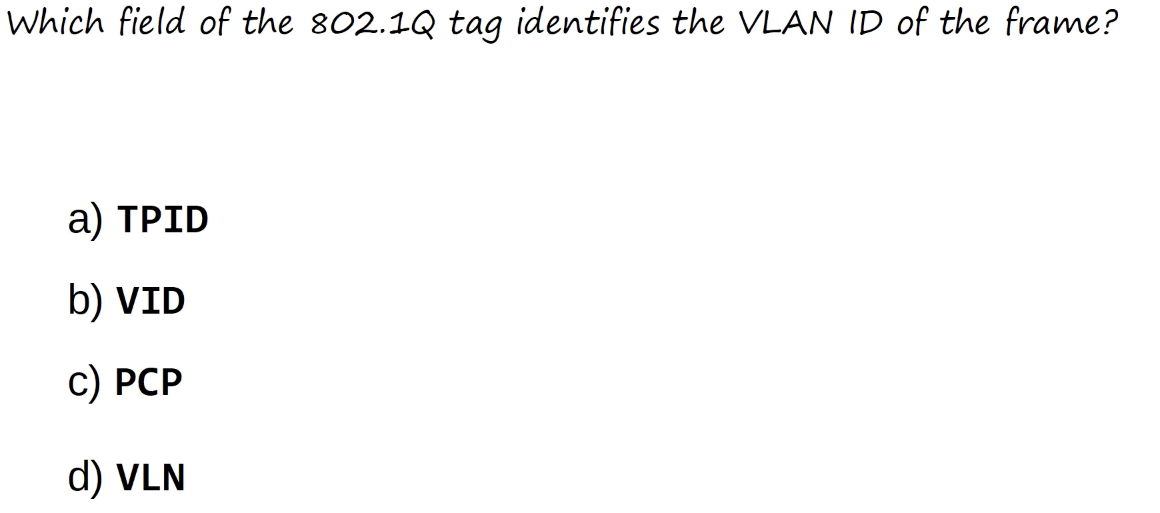 Which field of the 802.1Q tag identifies the VLAN ID of the frame?
a) TPID
b) VID
c) PCP
d) VLN